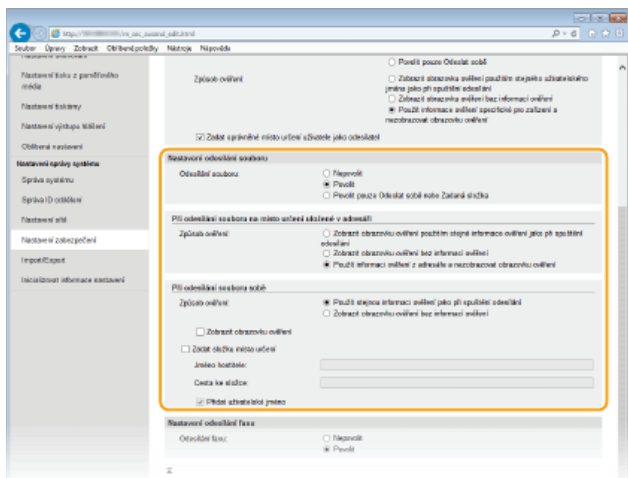 Soubor Úpravy Zobrazit Oblíbené položky Nástroje Nápověda
Nastavení tisku z paměťového
média
Nastavení tiskárny
Nastavení výstupu hlášení
Oblíbená nastavení
Nastavení správy systému
Správa systému
Správa ID oddělení
Nastavení sítě
Nastavení zabezpečení
Import/Export
Inicializovat informace nastavení
Povolit pouze Odeslat sobě
Způsob ověření:
Zobrazit obrazovku ověření použitím stejného uživatelského
jména jako při spuštění odesílání
Zobrazit obrazovku ověření bez informací ověření
Použít informace ověření specifické pro zařízení a
nezobrazovat obrazovku ověření
Zadat správné místo určení uživatele jako odesílatel
Nastavení odesílání souboru
Odesílání souboru:
Nepovolit
Povolit
Povolit pouze Odeslat sobě nebo Zadaná složka
Při odesílání souboru na místo určení uložené v adresáři
Způsob ověření:
Zobrazit obrazovku ověření použitím stejné informace ověření jako při spuštění
odesílání
Zobrazit obrazovku ověření bez informací ověření
Použít informaci ověření z adresáře a nezobrazovat obrazovku ověření
Při odesílání souboru sobě
Způsob ověření:
Použít stejnou informaci ověření jako při spuštění odesílání
Zobrazit obrazovku ověření bez informací ověření
Zobrazit obrazovku ověření
Zadat složku místa určení
Jméno hostitele:
Cesta ke složce:
Přidat uživatelské jméno
Nastavení odesílání faxu
Odesílání faxu:
Nepovolit
Povolit